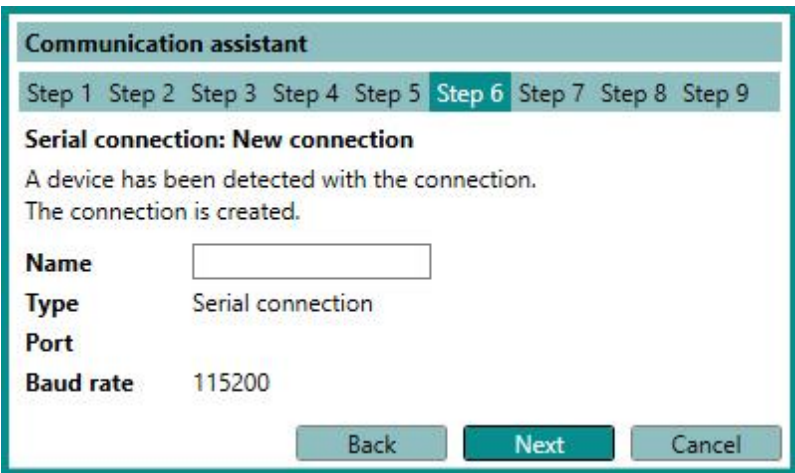 Communication assistant
Step 1 Step 2 Step 3 Step 4 Step 5 Step 6 Step 7 Step 8 Step 9
Serial connection: New connection
A device has been detected with the connection.
The connection is created.
Name
Type Serial connection
Port
Baud rate 115200
Back Next Cancel